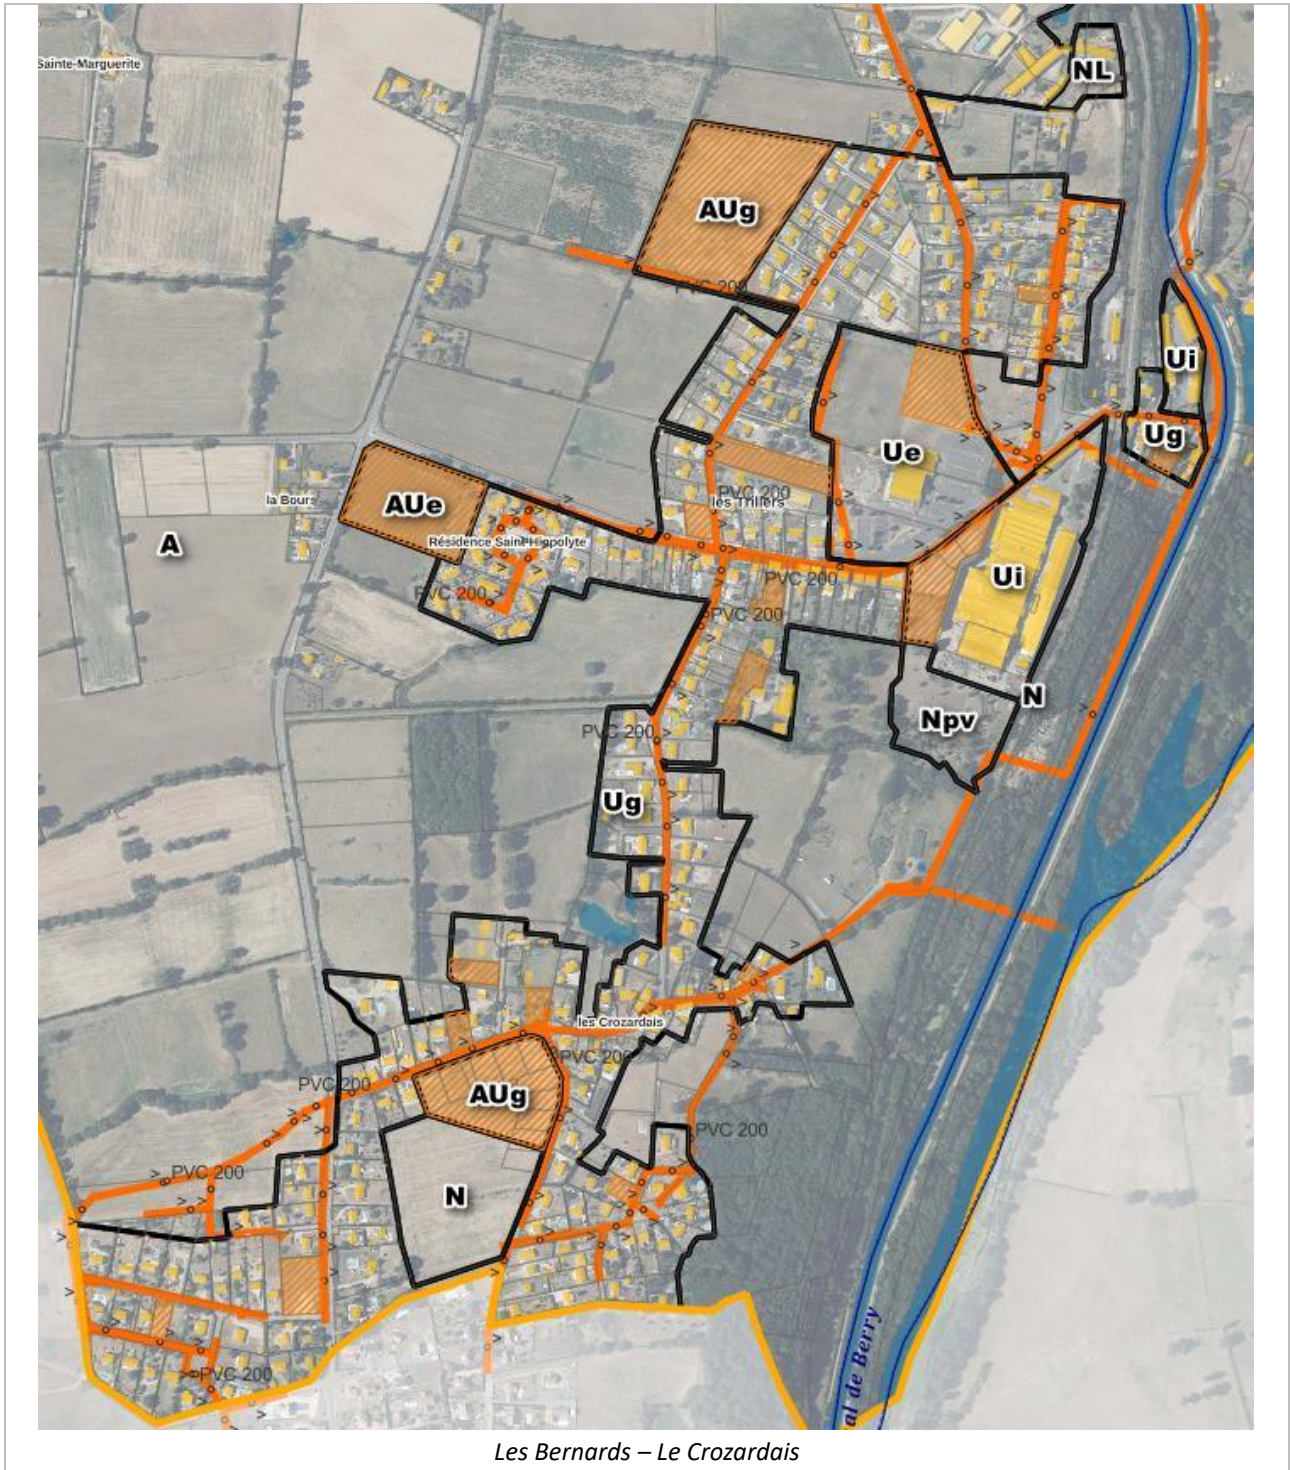 Sainte-Marguerite
NL
AUg
PVC 200
Ui
Ug
Ue
AUe
la Bours
les Trillers
PVC 200
A
Résidence Saint-Hippolyte
Ui
PVC 200
PVC 200
PVC 200
N
Npv
PVC 200
Ug
les Crozardais
PVC 200
PVC 200
AUg
PVC 200
PVC 200
N
al de Berry
PVC 200
Les Bernards – Le Crozardais